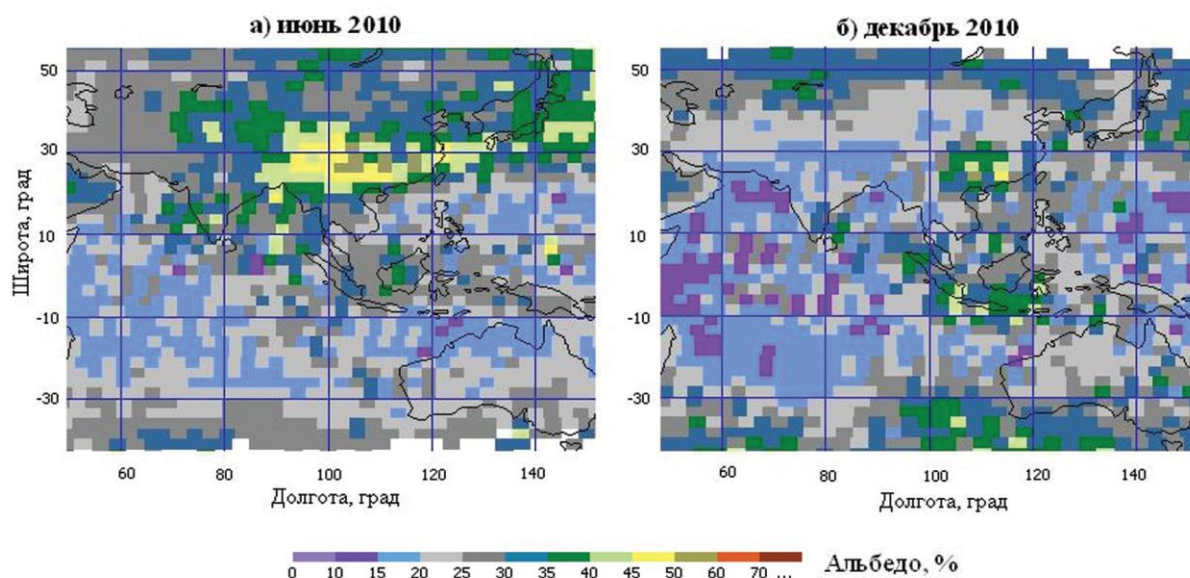 а) июнь 2010
б) декабрь 2010
Широта, град
50
30
10
-10
-30
60 80 100 120 140
Долгота, град
50
30
10
-10
-30
60 80 100 120 140
Долгота, град
0 10 15 20 25 30 35 40 45 50 60 70 ...
Альбедо, %